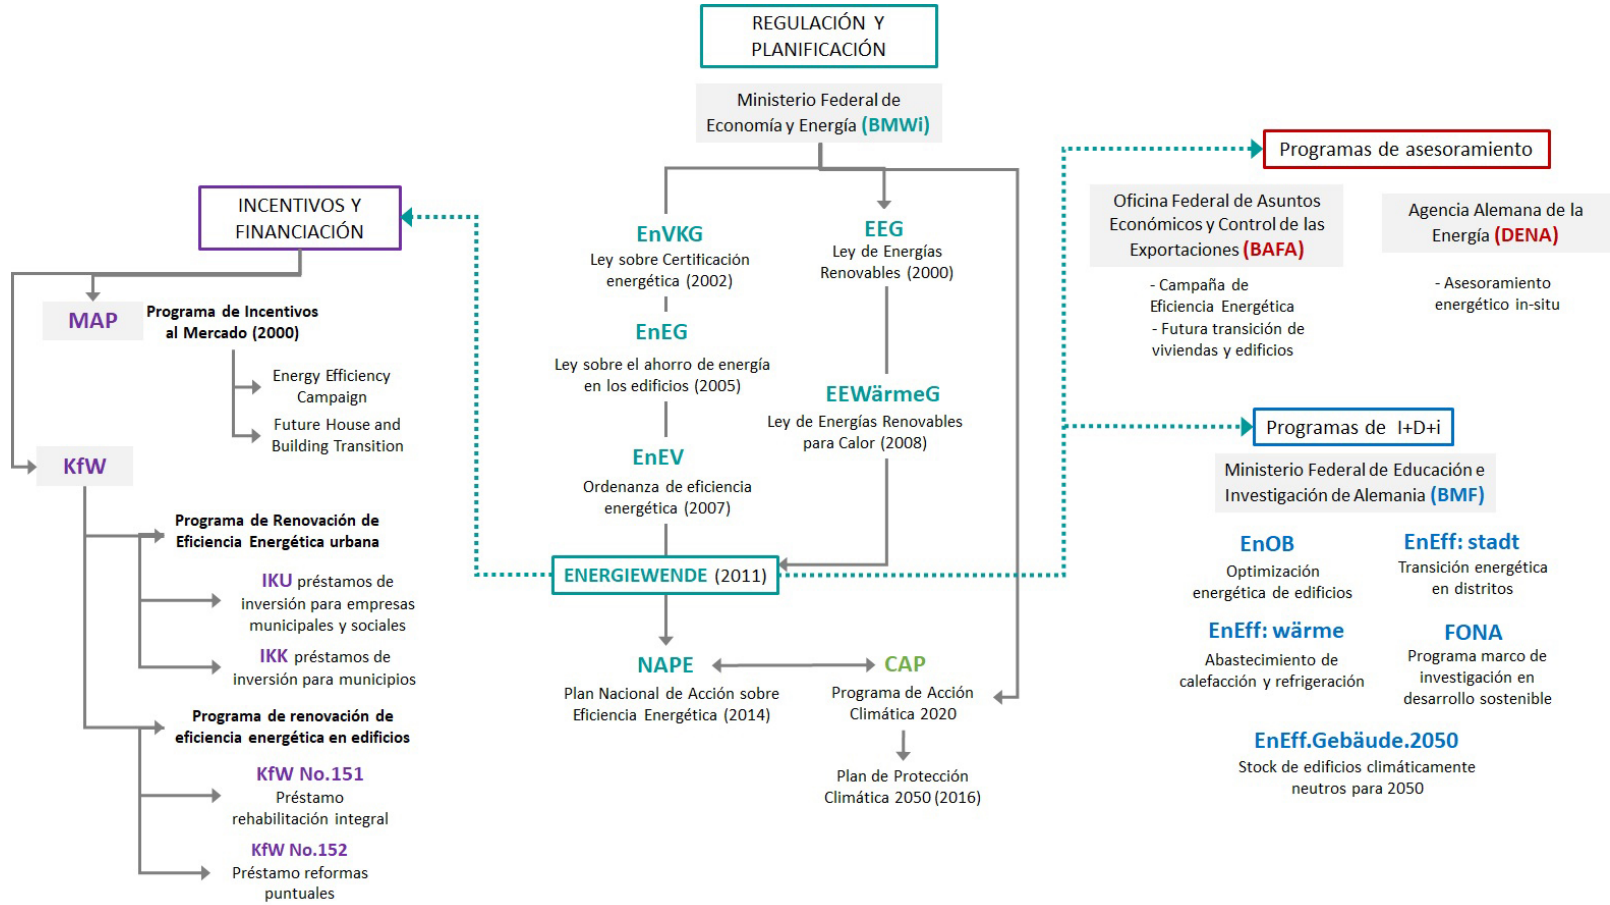 REGULACIÓN Y
PLANIFICACIÓN
Ministerio Federal de
Economía y Energía (BMWi)
EnVKG
Ley sobre Certificación
energética (2002)
EnEG
Ley sobre el ahorro de energía
en los edificios (2005)
EnEV
Ordenanza de eficiencia
energética (2007)
EEG
Ley de Energías
Renovables (2000)
EEWärmeG
Ley de Energías Renovables
para Calor (2008)
ENERGIEWENDE (2011)
NAPE
Plan Nacional de Acción sobre
Eficiencia Energética (2014)
CAP
Programa de Acción
Climática 2020
Plan de Protección
Climática 2050 (2016)
INCENTIVOS Y
FINANCIACIÓN
MAP
Programa de Incentivos
al Mercado (2000)
Energy Efficiency
Campaign
Future House and
Building Transition
KfW
Programa de Renovación de
Eficiencia Energética urbana
IKU préstamos de
inversión para empresas
municipales y sociales
IKK préstamos de
inversión para municipios
Programa de renovación de
eficiencia energética en edificios
KfW No.151
Préstamo
rehabilitación integral
KfW No.152
Préstamo reformas
puntuales
Programas de asesoramiento
Oficina Federal de Asuntos
Económicos y Control de las
Exportaciones (BAFA)
- Campaña de
Eficiencia Energética
- Futura transición de
viviendas y edificios
Agencia Alemana de la
Energía (DENA)
- Asesoramiento
energético in-situ
Programas de I+D+i
Ministerio Federal de Educación e
Investigación de Alemania (BMF)
EnOB
Optimización
energética de edificios
EnEff: stadt
Transición energética
en distritos
EnEff: wärme
Abastecimiento de
calefacción y refrigeración
FONA
Programa marco de
investigación en
desarrollo sostenible
EnEff.Gebäude.2050
Stock de edificios climáticamente
neutros para 2050